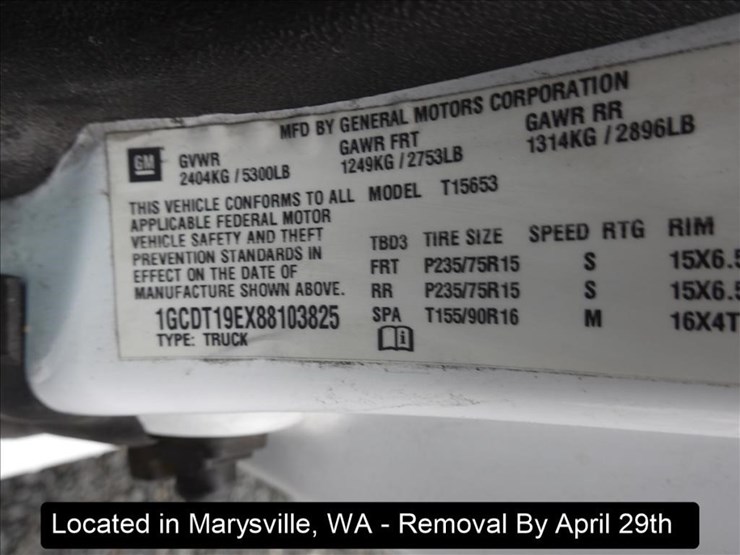 MFD BY GENERAL MOTORS CORPORATION
GM
GVWR GAWR FRT GAWR RR
2404KG / 5300LB 1249KG / 2753LB 1314KG / 2896LB
THIS VEHICLE CONFORMS TO ALL MODEL T15653
APPLICABLE FEDERAL MOTOR
VEHICLE SAFETY AND THEFT TBD3 TIRE SIZE SPEED RTG RIM
PREVENTION STANDARDS IN
EFFECT ON THE DATE OF FRT P235/75R15 S 15X6.5
MANUFACTURE SHOWN ABOVE. RR P235/75R15 S 15X6.5
1GCDT19EX88103825 SPA T155/90R16 M 16X4T
TYPE: TRUCK
Located in Marysville, WA - Removal By April 29th